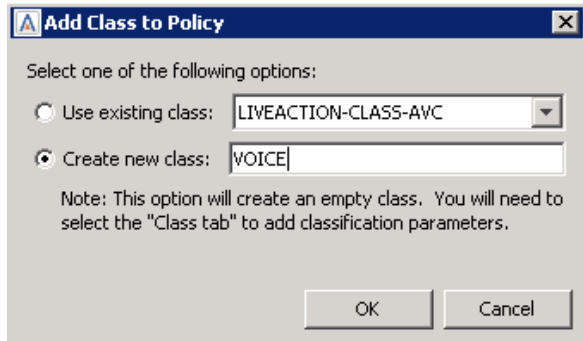 Add Class to Policy
Select one of the following options:
Use existing class: LIVEACTION-CLASS-AVC
Create new class: VOICE
Note: This option will create an empty class. You will need to
select the "Class tab" to add classification parameters.
OK Cancel